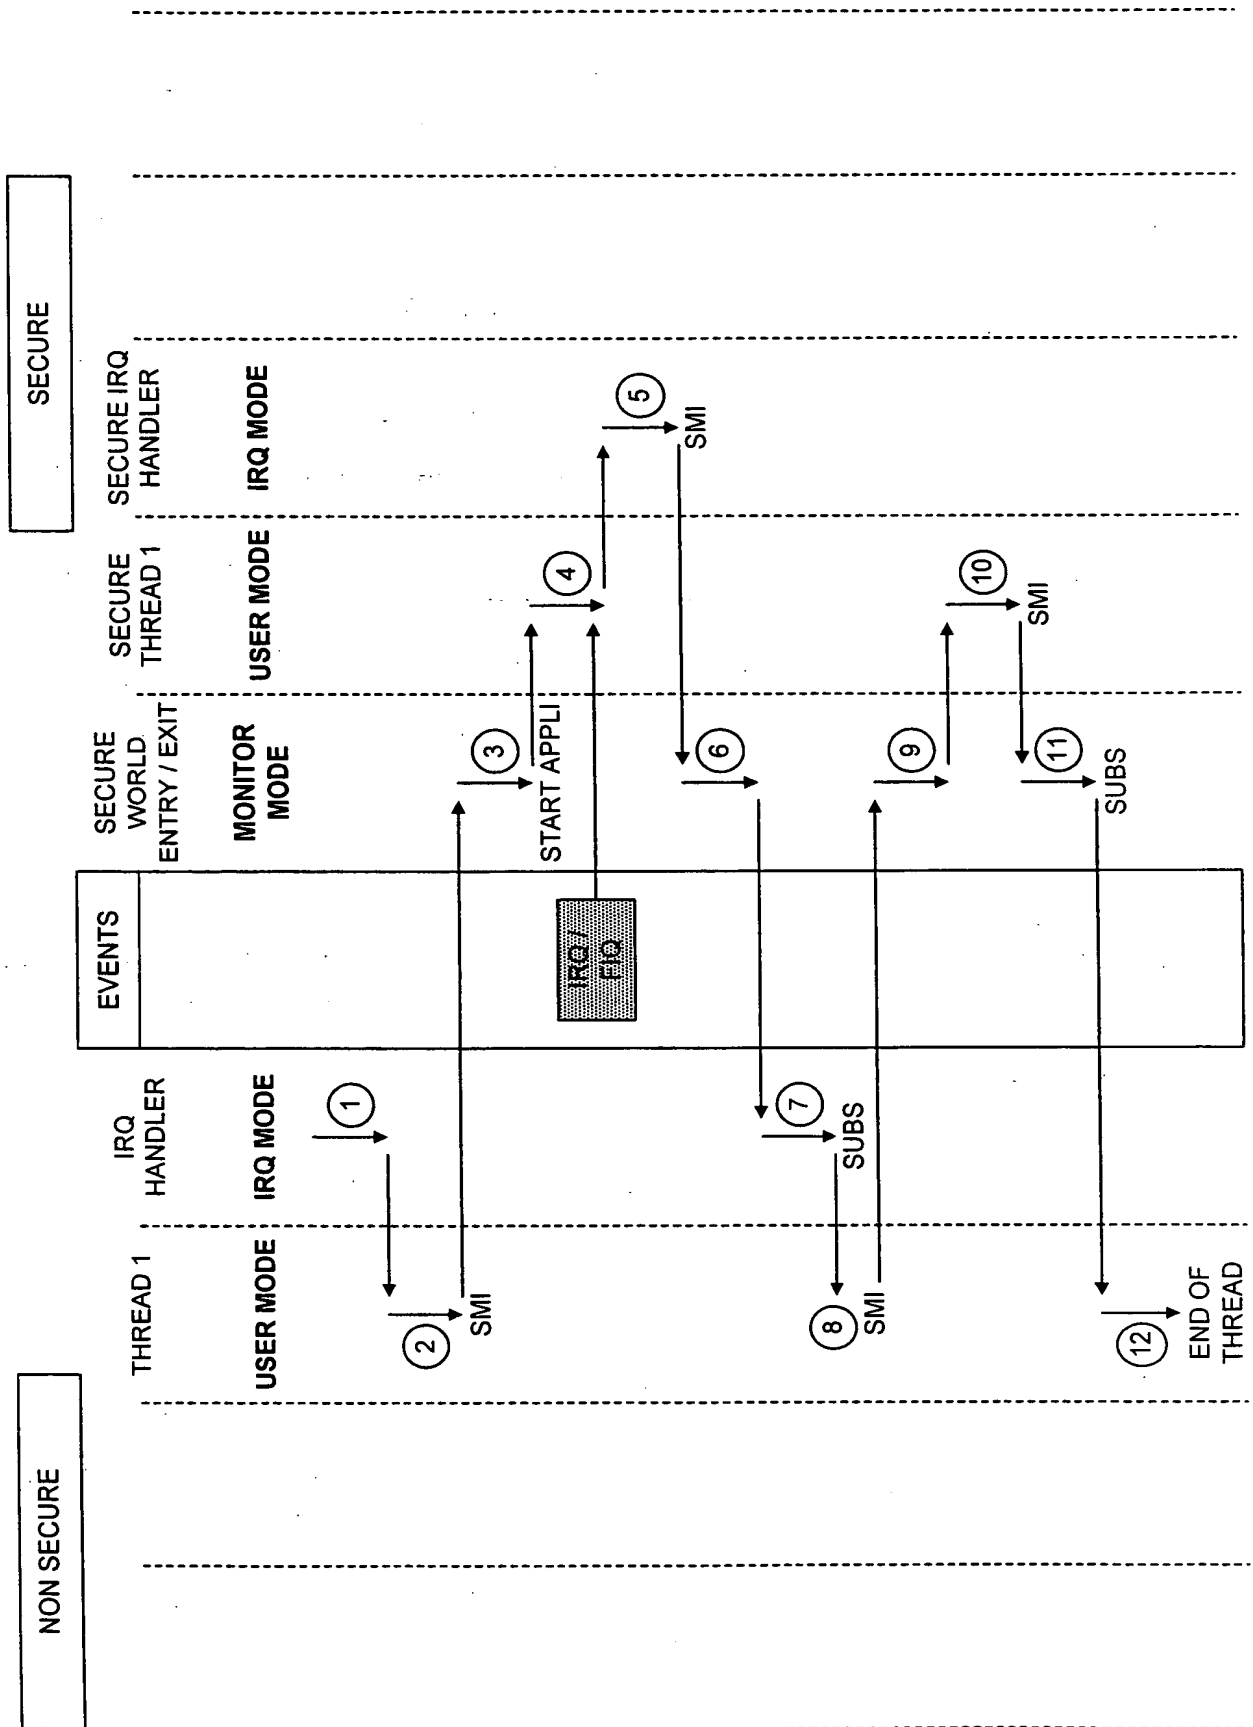 NON SECURE
SECURE
THREAD 1
USER MODE
IRQ
HANDLER
IRQ MODE
EVENTS
SECURE
WORLD
ENTRY / EXIT
MONITOR
MODE
SECURE
THREAD 1
USER MODE
SECURE IRQ
HANDLER
IRQ MODE
1
2
SMI
3
START APPLI
4
IRQ /
FIQ
5
SMI
6
7
SUBS
8
SMI
9
10
SMI
11
SUBS
12
END OF
THREAD